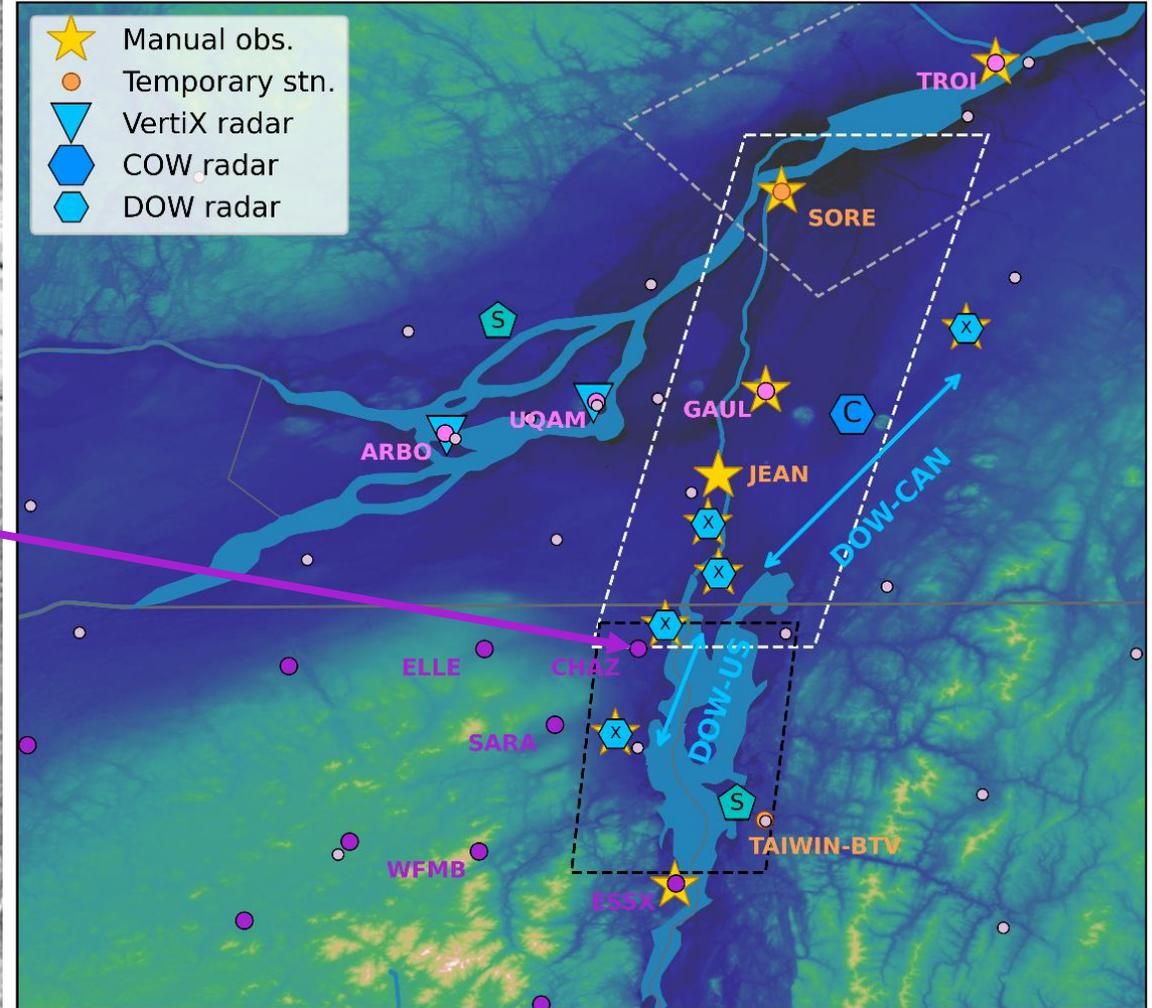 Manual obs.
Temporary stn.
VertiX radar
COW radar
DOW radar
TROI
SORE
S
X
UQAM
GAUL
C
ARBO
JEAN
X
DOW-CAN
X
X
ELLE
CHAZ
DOW-US
SARA
X
S
TAIWIN-BTV
WFMB
ESSX